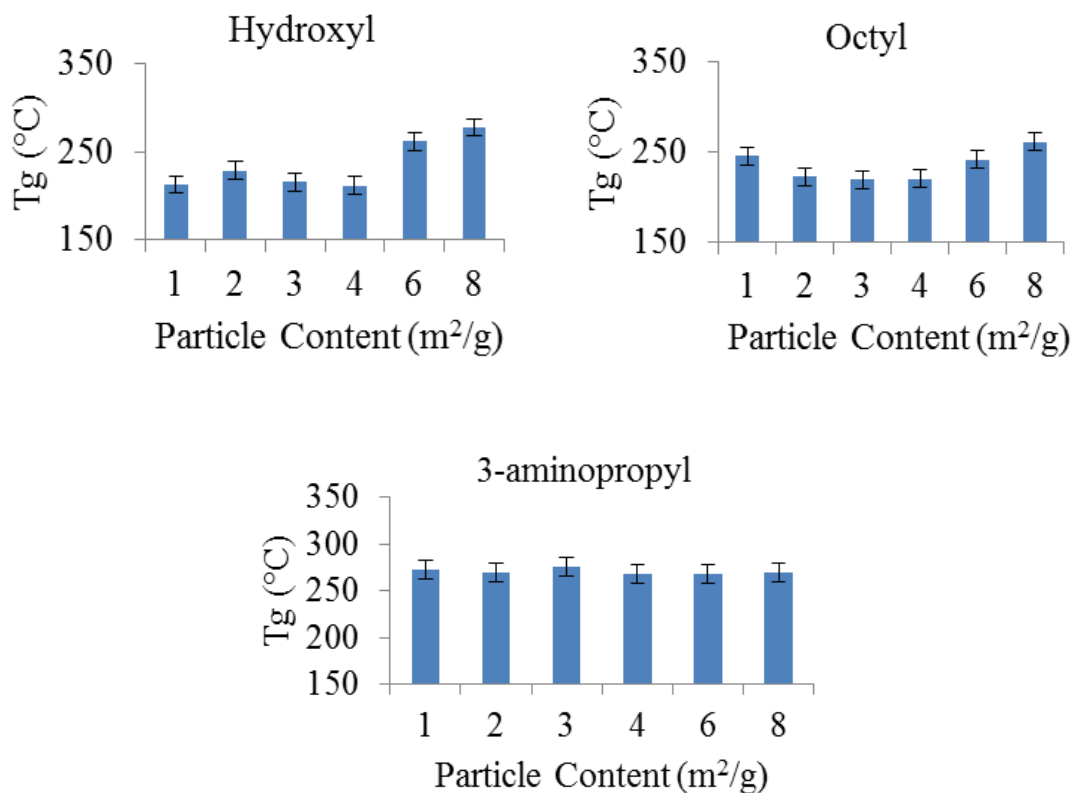 Hydroxyl
350
250
150
Tg (°C)
1 2 3 4 6 8
Particle Content (m²/g)
Octyl
350
250
150
Tg (°C)
1 2 3 4 6 8
Particle Content (m²/g)
3-aminopropyl
350
300
250
200
150
Tg (°C)
1 2 3 4 6 8
Particle Content (m²/g)